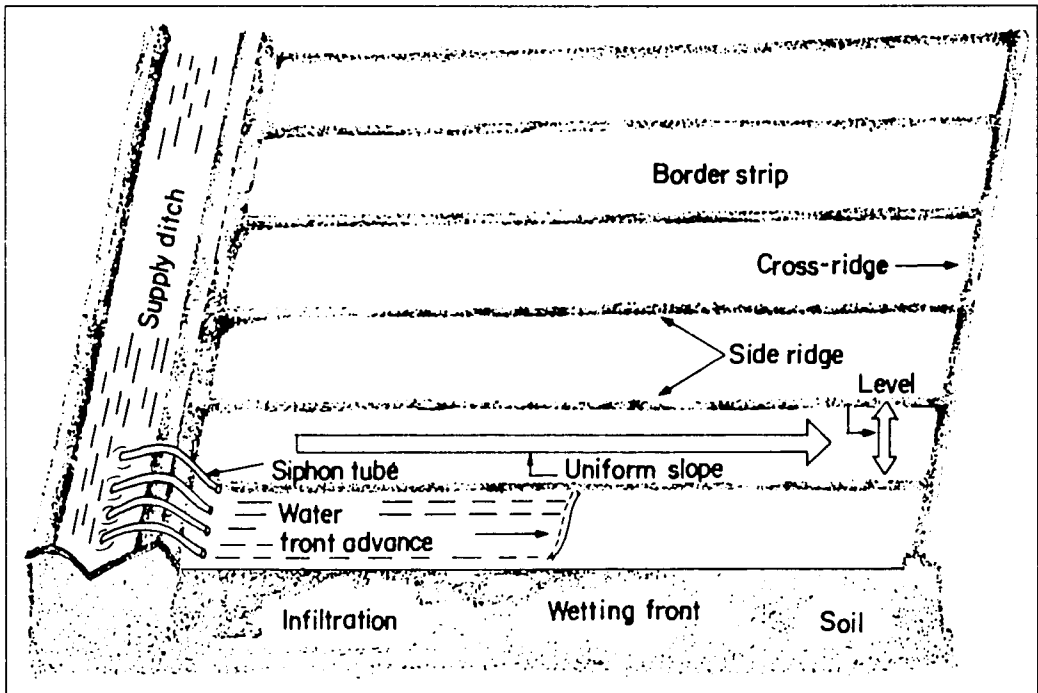 Supply ditch
Border strip
Cross-ridge
Side ridge
Level
Siphon tube
Uniform slope
Water
front advance
Infiltration
Wetting front
Soil